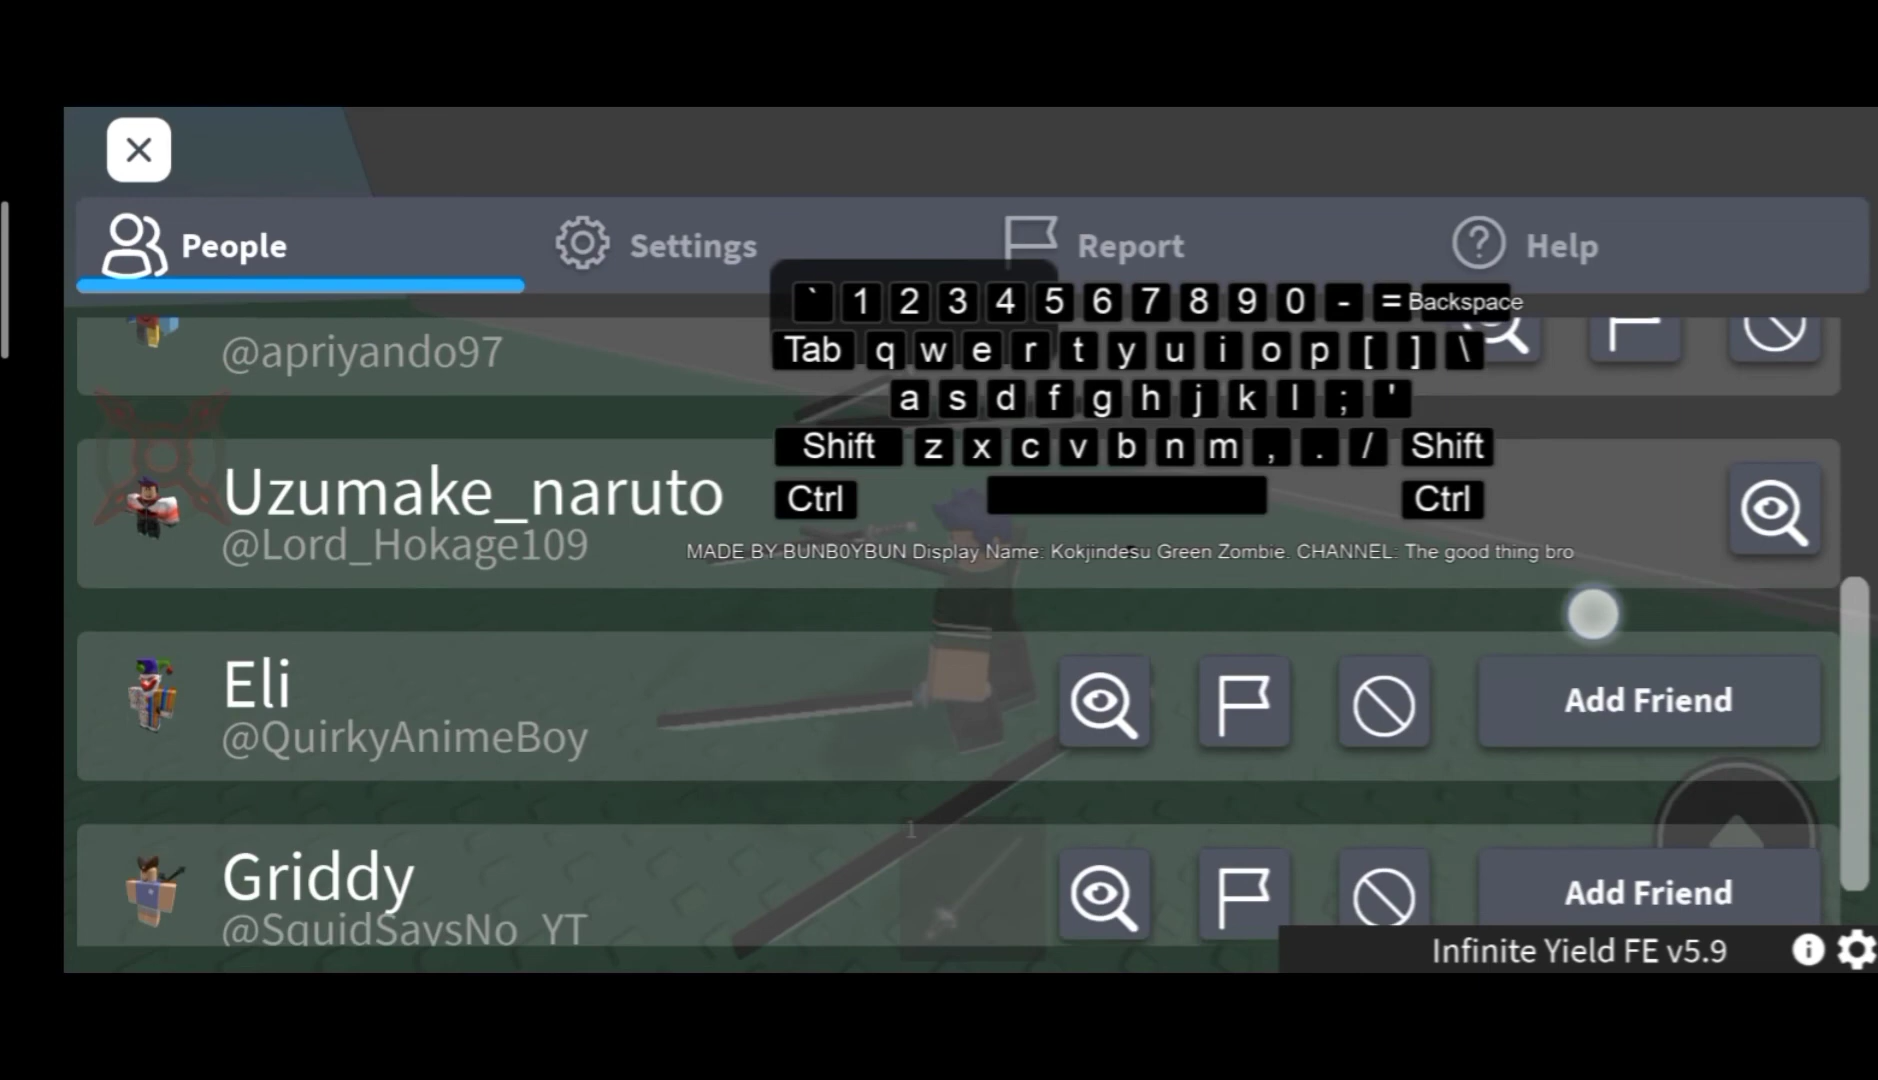 People
Settings
Report
Help
` 1 2 3 4 5 6 7 8 9 0 - = Backspace
@apriyando97
Tab q w e r t y u i o p [ ] \
a s d f g h j k l ; '
Shift z x c v b n m , . / Shift
Uzumake_naruto
Ctrl Ctrl
@Lord_Hokage109
MADE BY BUNB0YBUN Display Name: Kokjindesu Green Zombie. CHANNEL: The good thing bro
Eli
Add Friend
@QuirkyAnimeBoy
1
Griddy
Add Friend
@SquidSaysNo_YT
Infinite Yield FE v5.9